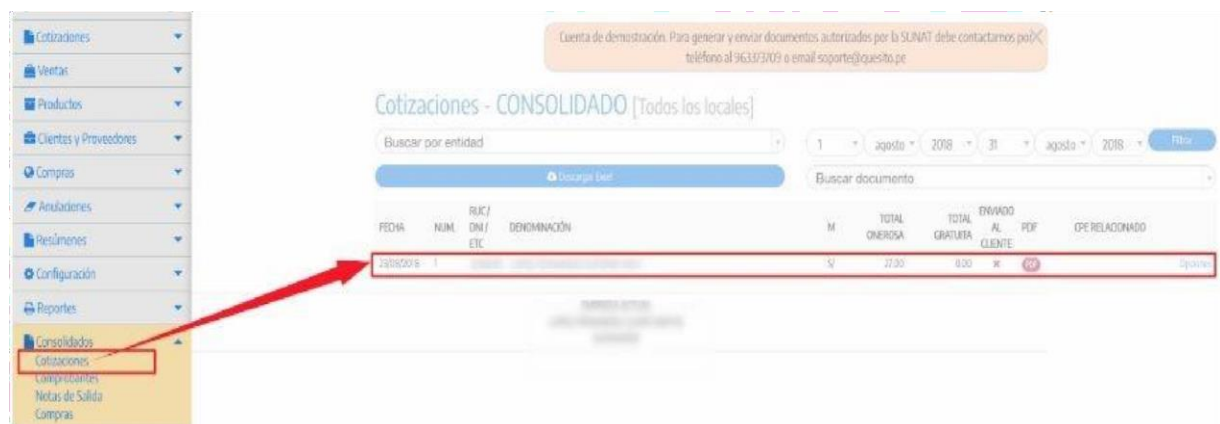 Cotizaciones
Ventas
Productos
Clientes y Proveedores
Compras
Anulaciones
Resúmenes
Configuración
Reportes
Consolidados
Cotizaciones
Comprobantes
Notas de Salida
Compras
Cuenta de demostración. Para generar y enviar documentos autorizados por la SUNAT debe contactarnos por
teléfono al o email soporte@quesito.pe
Cotizaciones - CONSOLIDADO [Todos los locales]
Buscar por entidad
1 agosto 2018 31 agosto 2018 Filtrar
Descargar Excel
Buscar documento
FECHA NUM. RUC / DNI / ETC DENOMINACIÓN M TOTAL ONEROSA TOTAL GRATUITA ENVIADO AL CLIENTE PDF CPE RELACIONADO
1 S/ 27.00 0.00 PDF Opciones